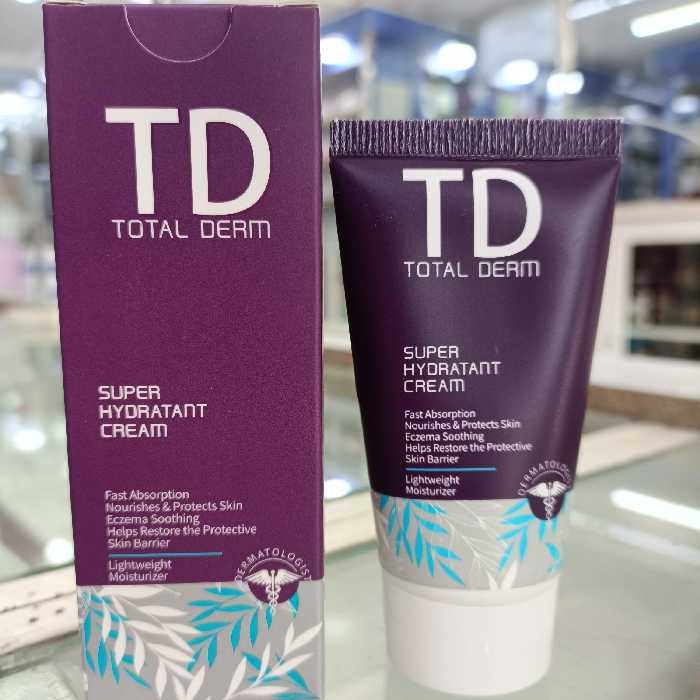 TD
TOTAL DERM
SUPER
HYDRATANT
CREAM
Fast Absorption
Nourishes & Protects Skin
Eczema Soothing
Helps Restore the Protective
Skin Barrier
Lightweight
Moisturizer
DERMATOLOGIST
TD
TOTAL DERM
SUPER
HYDRATANT
CREAM
Fast Absorption
Nourishes & Protects Skin
Eczema Soothing
Helps Restore the Protective
Skin Barrier
Lightweight
Moisturizer
DERMATOLOGIST